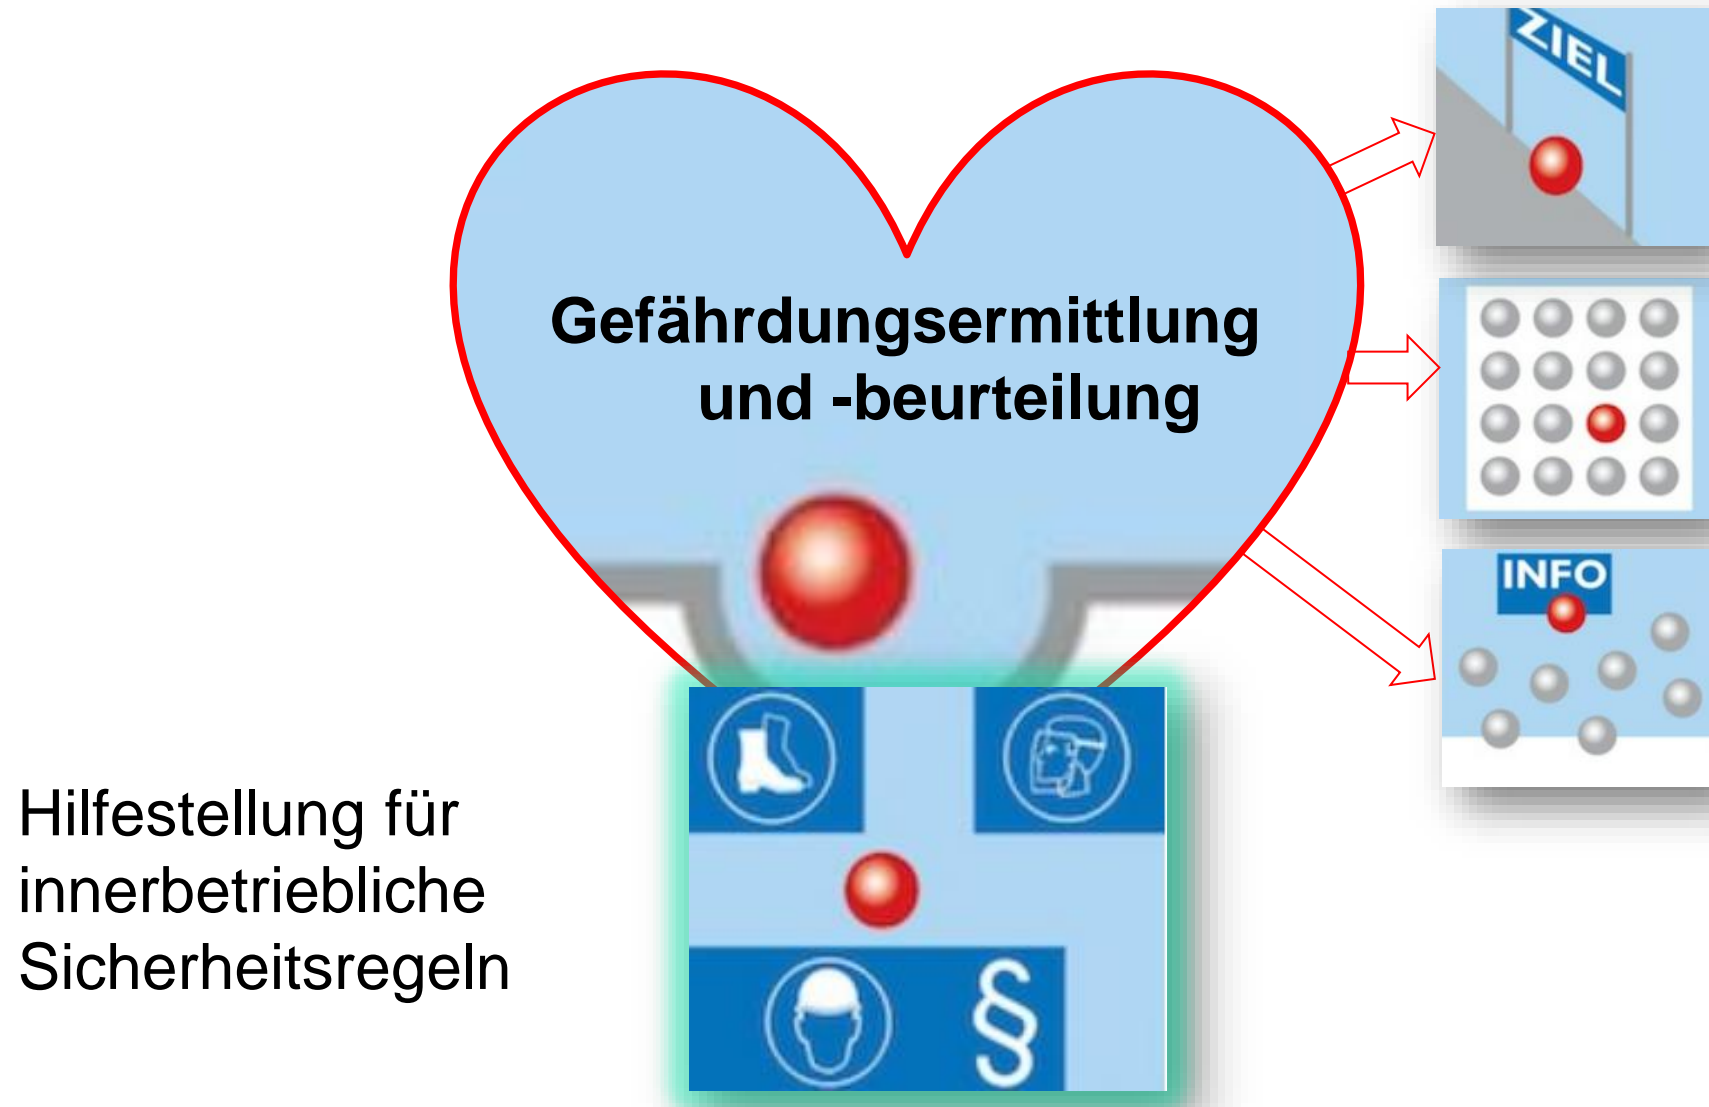 ZIEL
Gefährdungsermittlung
und -beurteilung
INFO
Hilfestellung für
innerbetriebliche
Sicherheitsregeln
§